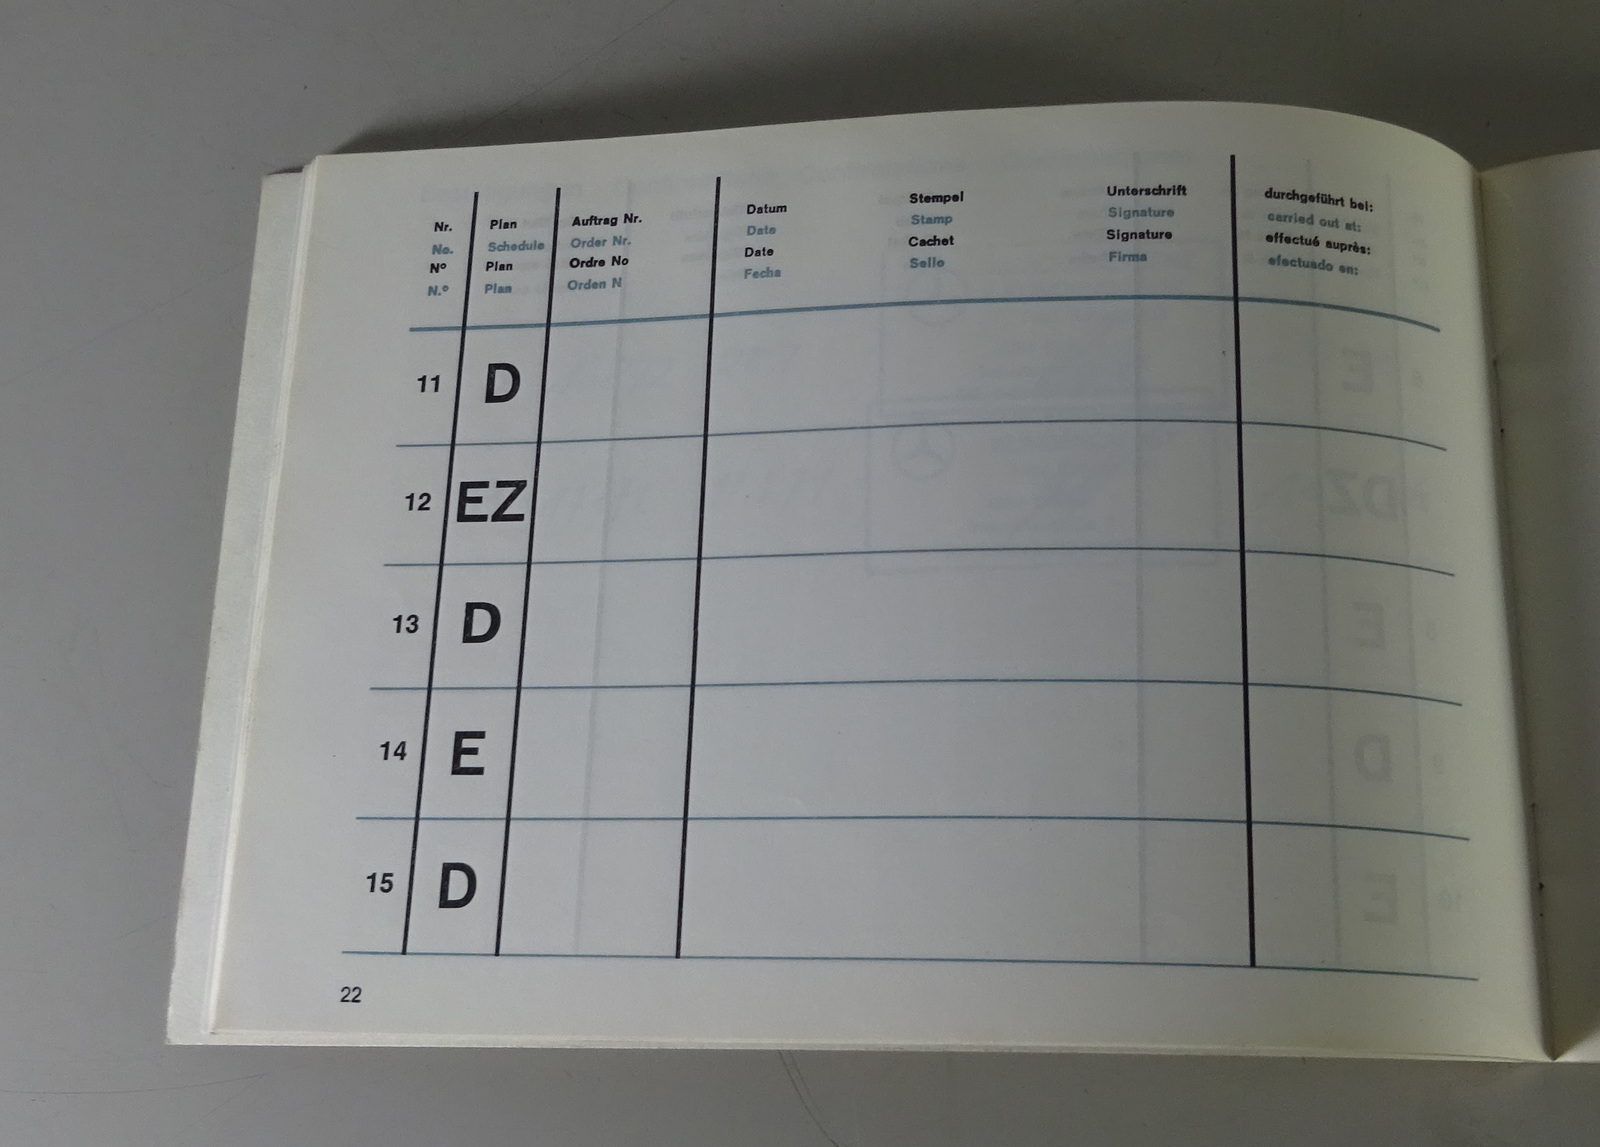 Nr. Plan Auftrag Nr. Datum Stempel Unterschrift durchgeführt bei:
No. Schedule Order Nr. Date Stamp Signature carried out at:
Nº Plan Ordre No Date Cachet Signature effectué auprès:
N.º Plan Orden N Fecha Sello Firma efectuado en:
11 D
12 EZ
13 D
14 E
15 D
22